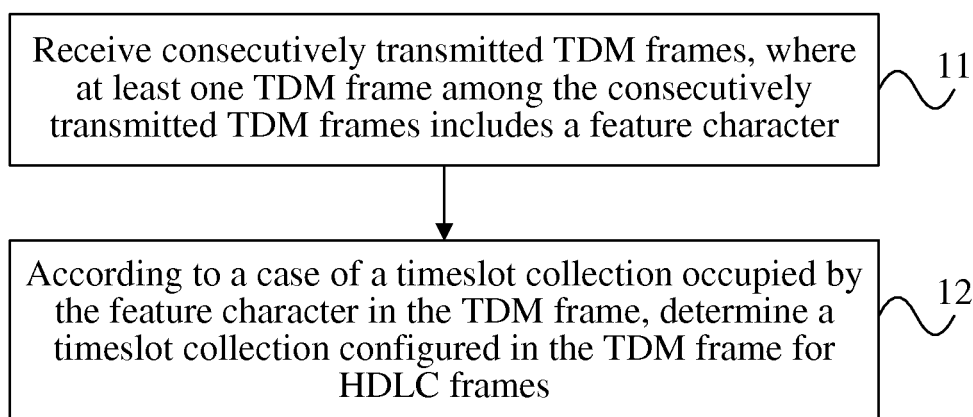 Receive consecutively transmitted TDM frames, where
at least one TDM frame among the consecutively
transmitted TDM frames includes a feature character
11
According to a case of a timeslot collection occupied by
the feature character in the TDM frame, determine a
timeslot collection configured in the TDM frame for
HDLC frames
12